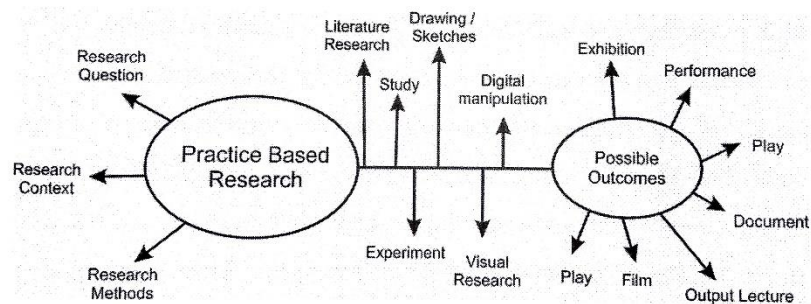 Literature
Research
Drawing /
Sketches
Research
Question
Study
Digital
manipulation
Exhibition
Performance
Practice Based
Research
Possible
Outcomes
Play
Research
Context
Document
Experiment
Visual
Research
Play
Film
Research
Methods
Output Lecture